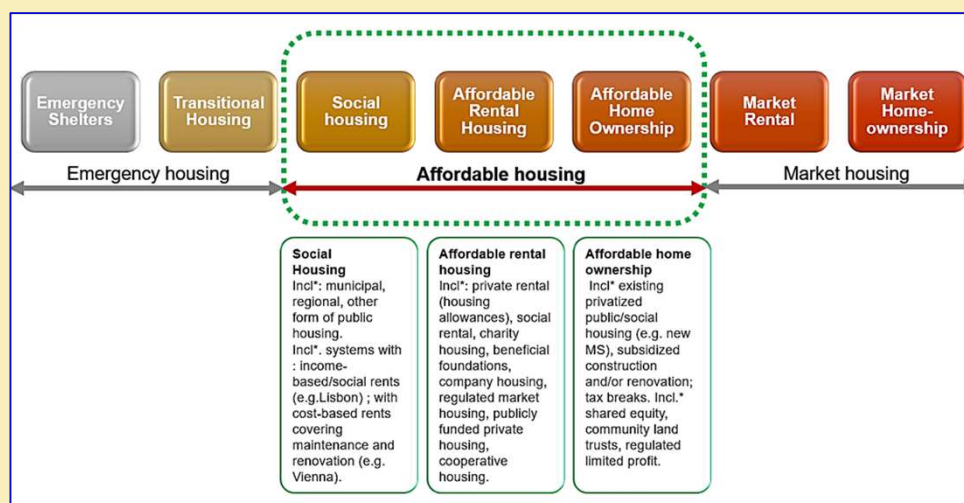 Emergency
Shelters
Transitional
Housing
Social
housing
Affordable
Rental
Housing
Affordable
Home
Ownership
Market
Rental
Market
Home-
ownership
Emergency housing
Affordable housing
Market housing
Social
Housing
Incl*: municipal,
regional, other
form of public
housing.
Incl*. systems with
: income-
based/social rents
(e.g.Lisbon) ; with
cost-based rents
covering
maintenance and
renovation (e.g.
Vienna).
Affordable rental
housing
Incl*: private rental
(housing
allowances), social
rental, charity
housing, beneficial
foundations,
company housing,
regulated market
housing, publicly
funded private
housing,
cooperative
housing.
Affordable home
ownership
Incl* existing
privatized
public/social
housing (e.g. new
MS), subsidized
construction
and/or renovation;
tax breaks. Incl.*
shared equity,
community land
trusts, regulated
limited profit.